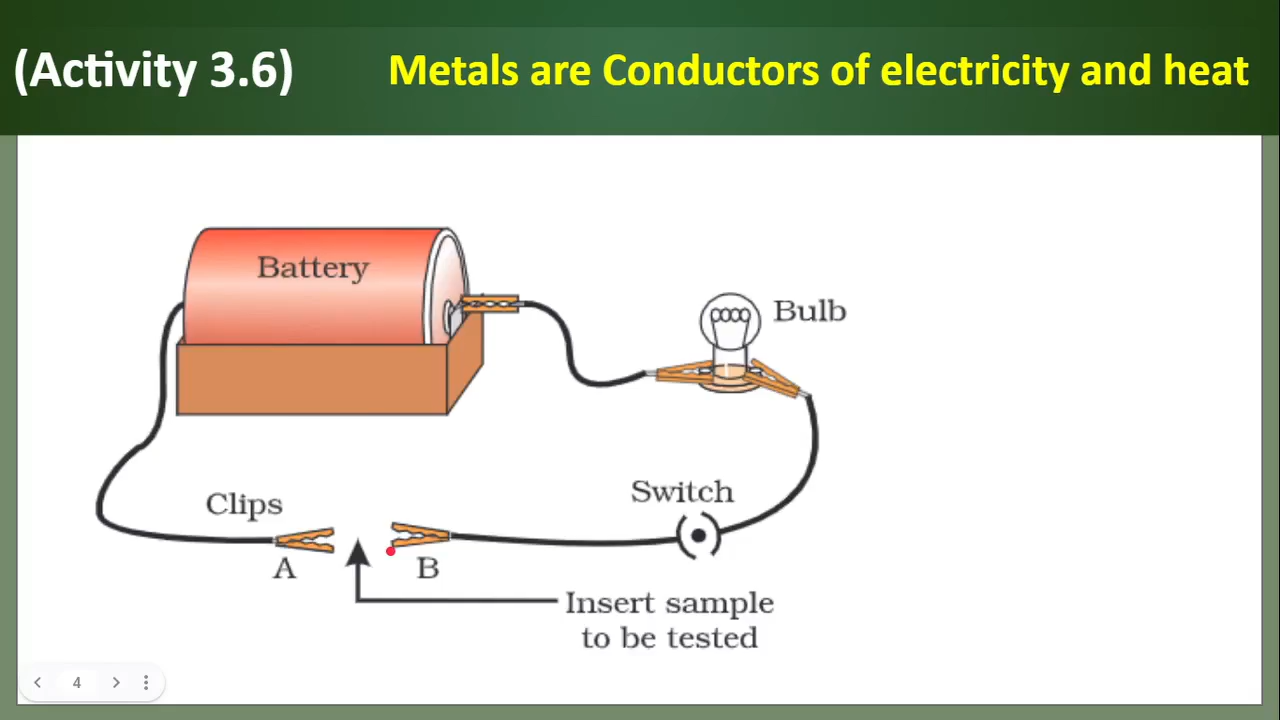 (Activity 3.6)
Metals are Conductors of electricity and heat
Battery
Bulb
Clips
Switch
A
B
Insert sample
to be tested
4